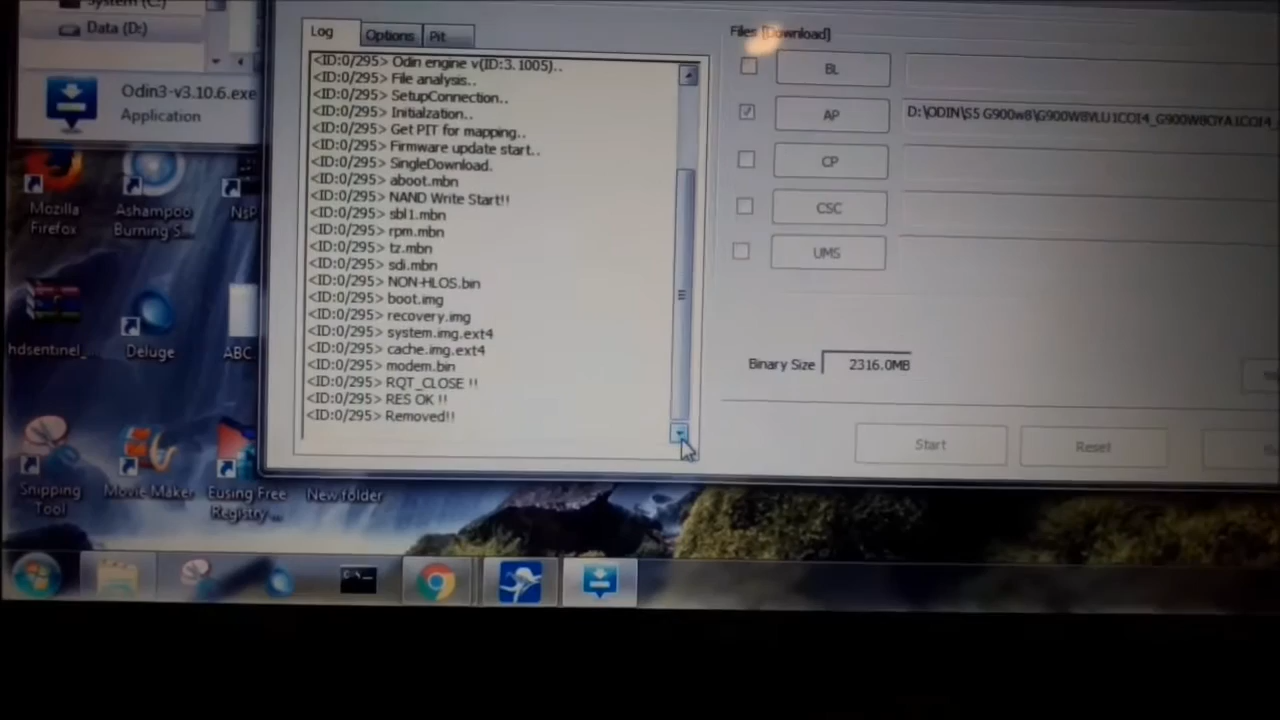 System (C:)
Data (D:)
Odin3-v3.10.6.exe
Application
Mozilla
Firefox
Ashampoo
Burning S...
hdsentinel_
Deluge
ABC
Snipping
Tool
Movie Maker
Eusing Free
Registry ...
New folder
Log
Options
Pit
<ID:0/295> Odin engine v(ID:3.1005)..
<ID:0/295> File analysis..
<ID:0/295> SetupConnection..
<ID:0/295> Initialzation..
<ID:0/295> Get PIT for mapping..
<ID:0/295> Firmware update start..
<ID:0/295> SingleDownload.
<ID:0/295> aboot.mbn
<ID:0/295> NAND Write Start!!
<ID:0/295> sbl1.mbn
<ID:0/295> rpm.mbn
<ID:0/295> tz.mbn
<ID:0/295> sdi.mbn
<ID:0/295> NON-HLOS.bin
<ID:0/295> boot.img
<ID:0/295> recovery.img
<ID:0/295> system.img.ext4
<ID:0/295> cache.img.ext4
<ID:0/295> modem.bin
<ID:0/295> RQT_CLOSE !!
<ID:0/295> RES OK !!
<ID:0/295> Removed!!
Files [Download]
BL
AP
D:\ODIN\S5 G900w8\G900W8VLU1COI4_G900W8OYA1COI4_
CP
CSC
UMS
Binary Size
2316.0MB
Start
Reset